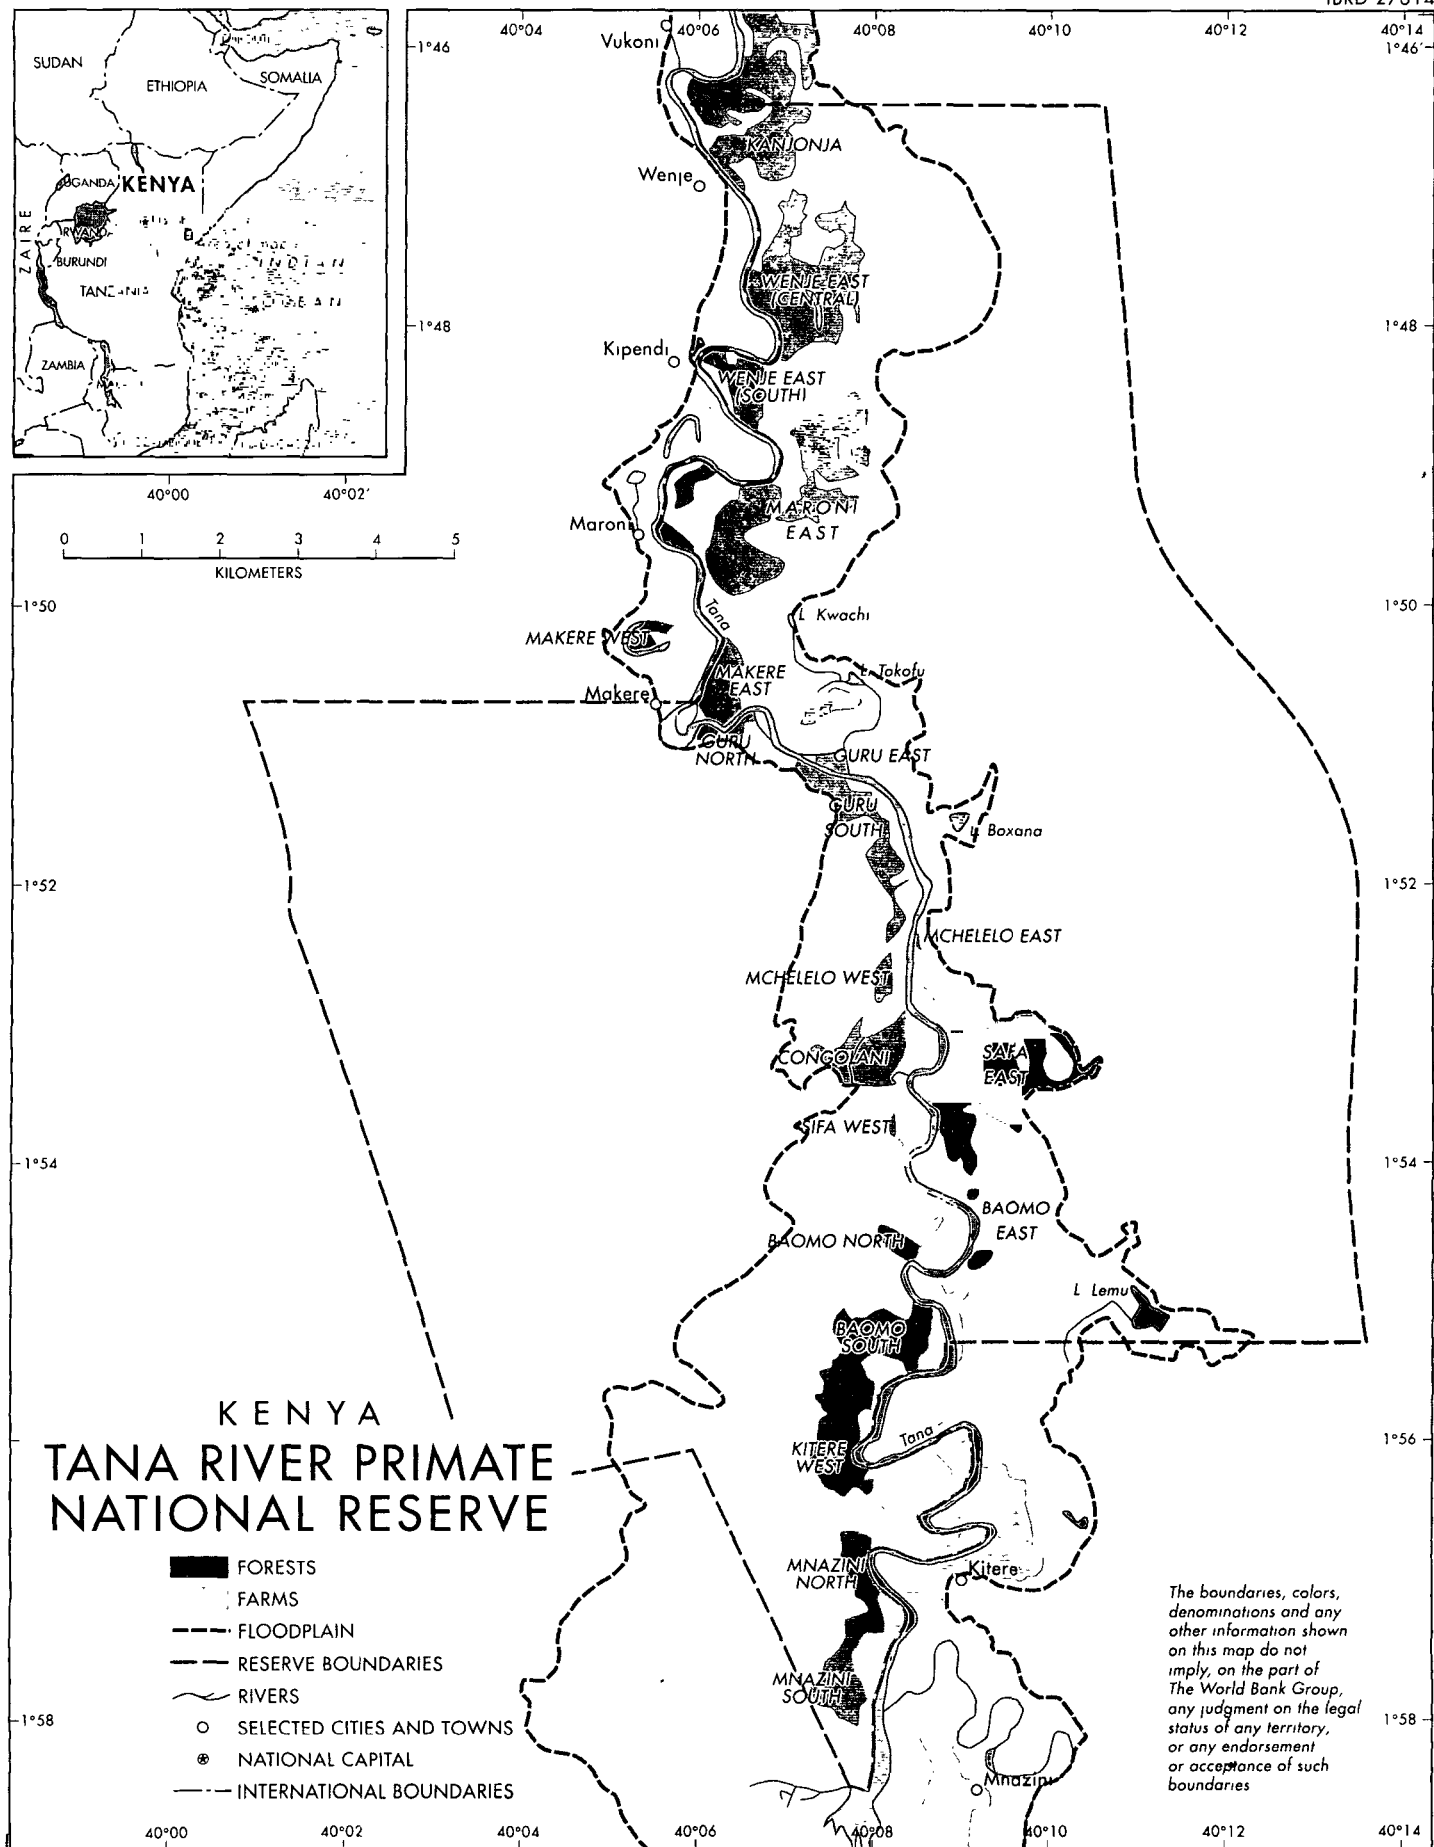 40°04'
40°06'
40°08'
40°10'
40°12'
40°14'
1°46
1°46'
SUDAN
ETHIOPIA
SOMALIA
UGANDA
KENYA
ZAIRE
BURUNDI
TANZANIA
INDIAN
OCEAN
ZAMBIA
Vukoni
KANJONJA
Wenje
WENJE EAST
(CENTRAL)
1°48
1°48'
Kipendi
WENJE EAST
(SOUTH)
40°00'
40°02'
0 1 2 3 4 5
KILOMETERS
Maroni
MARONI
EAST
1°50
1°50'
Tana
L Kwachi
MAKERE WEST
MAKERE
EAST
L. Tokofu
Makere
GURU
NORTH
GURU EAST
GURU
SOUTH
L. Boxana
1°52
1°52'
MCHELELO EAST
MCHELELO WEST
CONGOLANI
SAFA
EAST
SIFA WEST
1°54
1°54'
BAOMO
EAST
BAOMO NORTH
L Lemu
BAOMO
SOUTH
KENYA
TANA RIVER PRIMATE
NATIONAL RESERVE
Tana
KITERE
WEST
1°56'
MNAZINI
NORTH
Kitere
MNAZINI
SOUTH
Mnazini
FORESTS
FARMS
FLOODPLAIN
RESERVE BOUNDARIES
RIVERS
SELECTED CITIES AND TOWNS
NATIONAL CAPITAL
INTERNATIONAL BOUNDARIES
The boundaries, colors,
denominations and any
other information shown
on this map do not
imply, on the part of
The World Bank Group,
any judgment on the legal
status of any territory,
or any endorsement
or acceptance of such
boundaries
1°58
1°58'
40°00
40°02
40°04'
40°06
40°08'
40°10
40°12